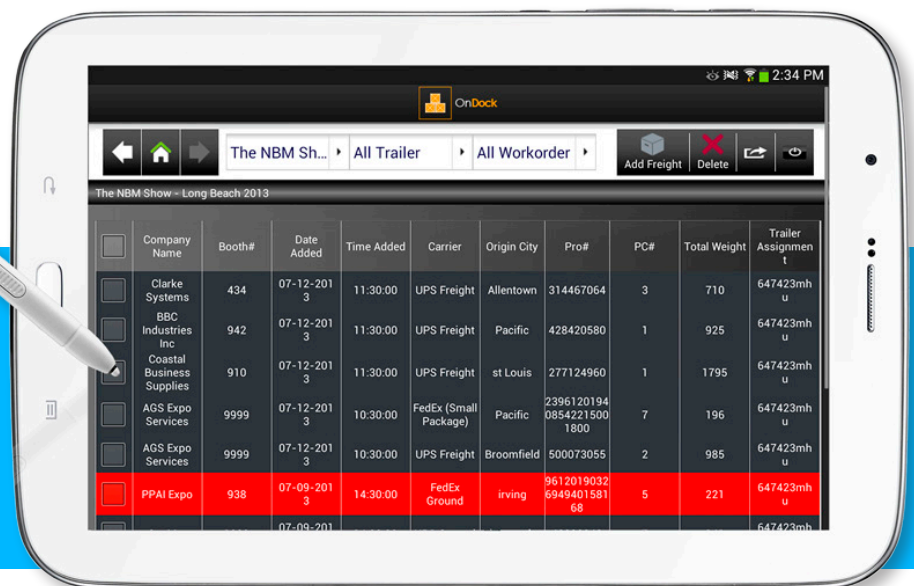 2:34 PM
OnDock
The NBM Sh... All Trailer All Workorder Add Freight Delete
The NBM Show - Long Beach 2013
Company Name Booth# Date Added Time Added Carrier Origin City Pro# PC# Total Weight Trailer Assignment
Clarke Systems 434 07-12-2013 11:30:00 UPS Freight Allentown 314467064 3 710 647423mhu
BBC Industries Inc 942 07-12-2013 11:30:00 UPS Freight Pacific 428420580 1 925 647423mhu
Coastal Business Supplies 910 07-12-2013 11:30:00 UPS Freight st Louis 277124960 1 1795 647423mhu
AGS Expo Services 9999 07-12-2013 10:30:00 FedEx (Small Package) Pacific 239612019408542215001800 7 196 647423mhu
AGS Expo Services 9999 07-12-2013 10:30:00 UPS Freight Broomfield 500073055 2 985 647423mhu
PPAI Expo 938 07-09-2013 14:30:00 FedEx Ground irving 9612019032694940158168 5 221 647423mhu
07-09-201 647423mh